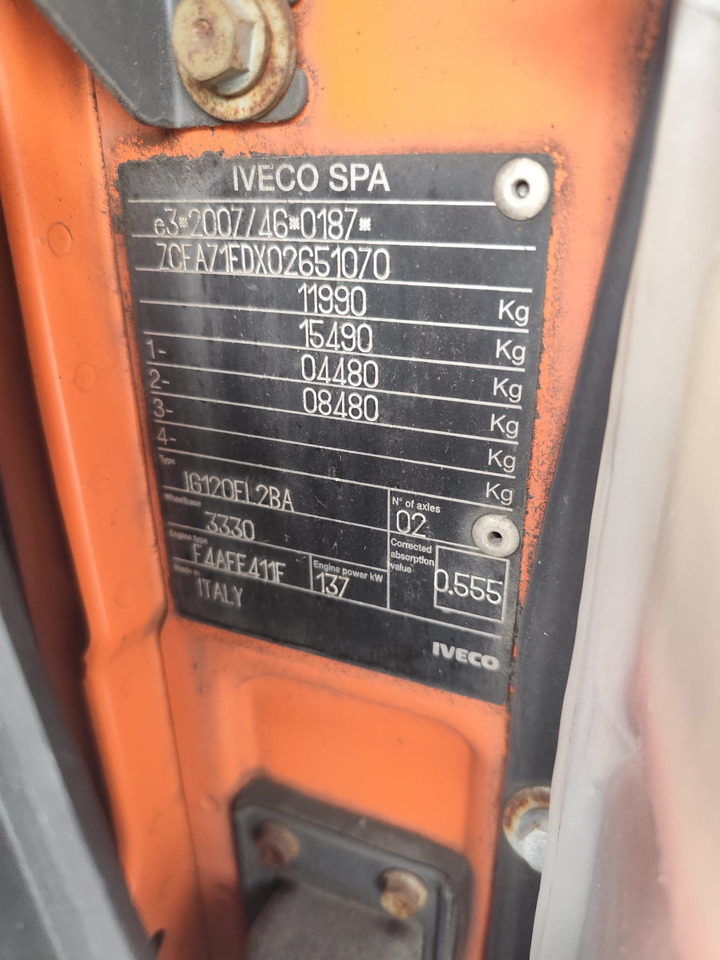 IVECO SPA
e3*2007/46*0187*
ZCFA71EDX02651070
11990 Kg
1- 15490 Kg
2- 04480 Kg
3- 08480 Kg
4- Kg
Kg
Type IG120EL2BA N° of axles 02
Wheelbase 3330 Corrected absorption value 0.555
Engine type F4AFE411F Engine power kW 137
Made in ITALY
IVECO